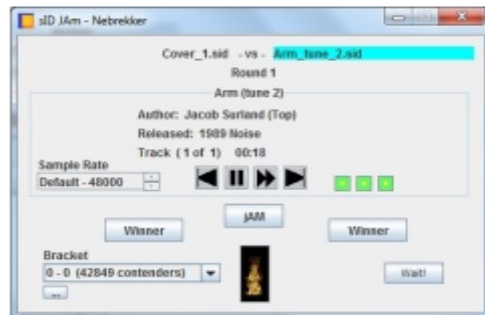 sID JAm - Nebrekker
Cover_1.sid - vs - Arm_tune_2.sid
Round 1
Arm (tune 2)
Author: Jacob Surland (Top)
Released: 1989 Noise
Track ( 1 of 1) 00:18
Sample Rate
Default - 48000
jAM
Winner
Winner
Bracket
0 - 0 (42849 contenders)
Wait!
...